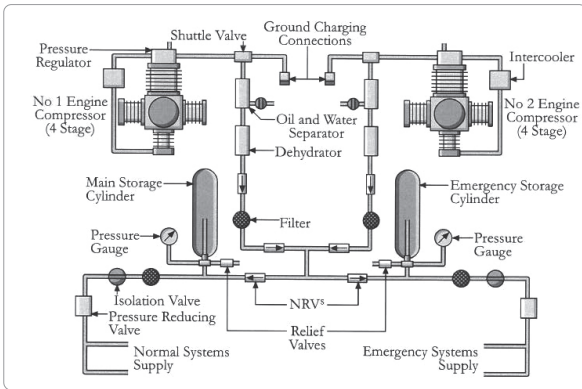 Ground Charging
Connections
Shuttle Valve
Pressure
Regulator
Intercooler
No 1 Engine
Compressor
(4 Stage)
Oil and Water
Separator
No 2 Engine
Compressor
(4 Stage)
Dehydrator
Main Storage
Cylinder
Emergency Storage
Cylinder
Filter
Pressure
Gauge
Pressure
Gauge
Isolation Valve
NRVs
Pressure Reducing
Valve
Relief
Valves
Normal Systems
Supply
Emergency Systems
Supply